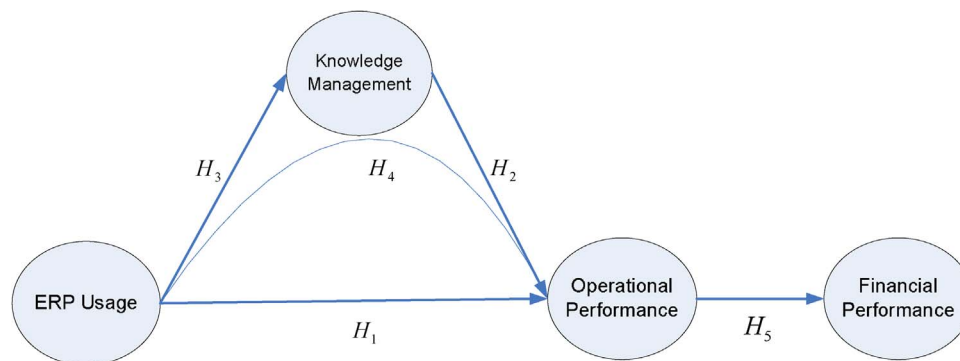 Knowledge
Management
H₃
H₄
H₂
ERP Usage
Operational
Performance
Financial
Performance
H₁
H₅